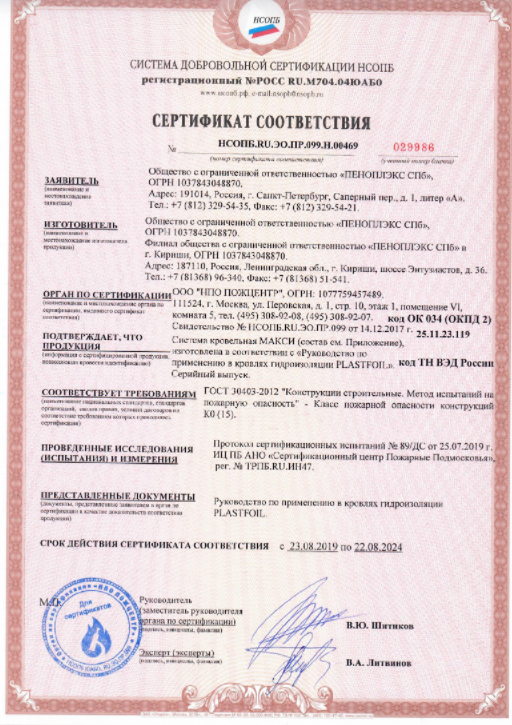 НСОПБ
СИСТЕМА ДОБРОВОЛЬНОЙ СЕРТИФИКАЦИИ НСОПБ
регистрационный №РОСС RU.М704.04ЮАБ0
www.нсопб.рф, e-mail:nsopb@nsopb.ru
СЕРТИФИКАТ СООТВЕТСТВИЯ
№ НСОПБ.RU.ЭО.ПР.099.Н.00469 029986
(номер сертификата соответствия) (учетный номер бланка)
ЗАЯВИТЕЛЬ
(наименование и
местонахождение
заявителя)
Общество с ограниченной ответственностью «ПЕНОПЛЭКС СПб»,
ОГРН 1037843048870,
Адрес: 191014, Россия, г. Санкт-Петербург, Саперный пер., д. 1, литер «А».
Тел.: +7 (812) 329-54-35, Факс: +7 (812) 329-54-21.
ИЗГОТОВИТЕЛЬ
(наименование и
местонахождение изготовителя
продукции)
Общество с ограниченной ответственностью «ПЕНОПЛЭКС СПб»,
ОГРН 1037843048870.
Филиал общества с ограниченной ответственностью «ПЕНОПЛЭКС СПб» в
г. Кириши, ОГРН 1037843048870.
Адрес: 187110, Россия, Ленинградская обл., г. Кириши, шоссе Энтузиастов, д. 36.
Тел.: +7 (81368) 96-340, Факс: +7 (81368) 51-541.
ОРГАН ПО СЕРТИФИКАЦИИ
(наименование и местонахождение органа по
сертификации, выдавшего сертификат
соответствия)
ООО "НПО ПОЖЦЕНТР", ОГРН: 1077759457489.
111524, г. Москва, ул. Перовская, д. 1, стр. 10, этаж 1, помещение VI,
комната 5, тел. (495) 308-92-08, (495) 308-92-07.
Свидетельство № НСОПБ.RU.ЭО.ПР.099 от 14.12.2017 г.
код ОК 034 (ОКПД 2)
25.11.23.119
ПОДТВЕРЖДАЕТ, ЧТО
ПРОДУКЦИЯ
(информация о сертифицированной продукции,
позволяющая провести идентификацию)
Система кровельная МАКСИ (состав см. Приложение),
изготовлена в соответствии с «Руководство по
применению в кровлях гидроизоляции PLASTFOIL».
Серийный выпуск.
код ТН ВЭД России
СООТВЕТСТВУЕТ ТРЕБОВАНИЯМ
(наименование национальных стандартов, стандартов
организаций, сводов правил, условий договоров на
соответствие требованиям которых проводилась
сертификация)
ГОСТ 30403-2012 "Конструкции строительные. Метод испытаний на
пожарную опасность" - Класс пожарной опасности конструкций
К0 (15).
ПРОВЕДЕННЫЕ ИССЛЕДОВАНИЯ
(ИСПЫТАНИЯ) И ИЗМЕРЕНИЯ
Протокол сертификационных испытаний № 89/ДС от 25.07.2019 г.
ИЦ ПБ АНО «Сертификационный центр Пожарные Подмосковья»,
рег. № ТРПБ.RU.ИН47.
ПРЕДСТАВЛЕННЫЕ ДОКУМЕНТЫ
(документы, представленные заявителем в орган по
сертификации в качестве доказательств соответствия
продукции)
Руководство по применению в кровлях гидроизоляции
PLASTFOIL.
СРОК ДЕЙСТВИЯ СЕРТИФИКАТА СООТВЕТСТВИЯ с 23.08.2019 по 22.08.2024
Для
сертификатов
Руководитель
(заместитель руководителя
органа по сертификации)
(подпись, инициалы, фамилия)
В.Ю. Шятиков
Эксперт (эксперты)
(подпись, инициалы, фамилия)
В.А. Литвинов